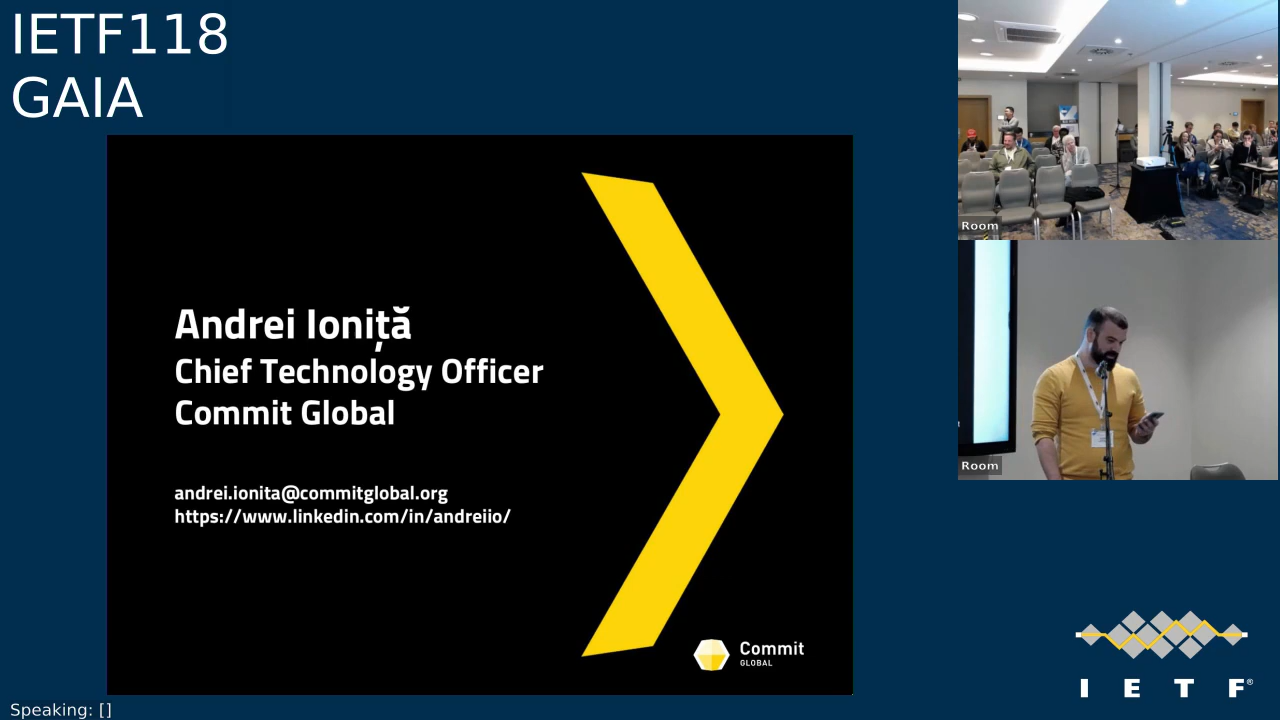 IETF118
GAIA
Andrei Ioniță
Chief Technology Officer
Commit Global
andrei.ionita@commitglobal.org
https://www.linkedin.com/in/andreiio/
Commit
GLOBAL
Room
Room
I E T F®
Speaking: []